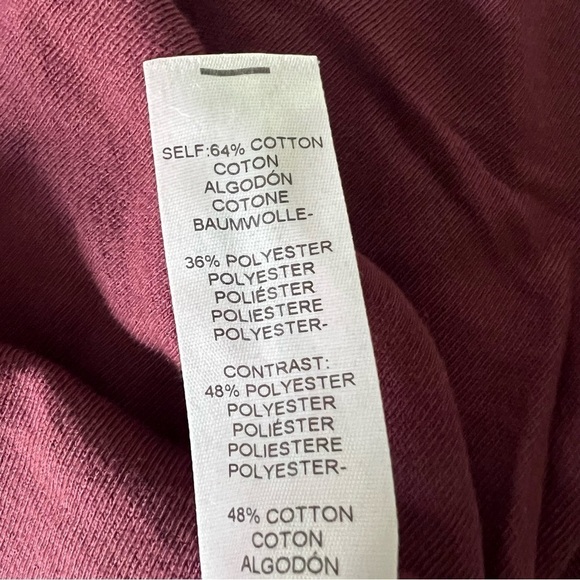 SELF:64% COTTON
COTON
ALGODÓN
COTONE
BAUMWOLLE-
36% POLYESTER
POLYESTER
POLIÉSTER
POLIESTERE
POLYESTER-
CONTRAST:
48% POLYESTER
POLYESTER
POLIÉSTER
POLIESTERE
POLYESTER-
48% COTTON
COTON
ALGODÓN